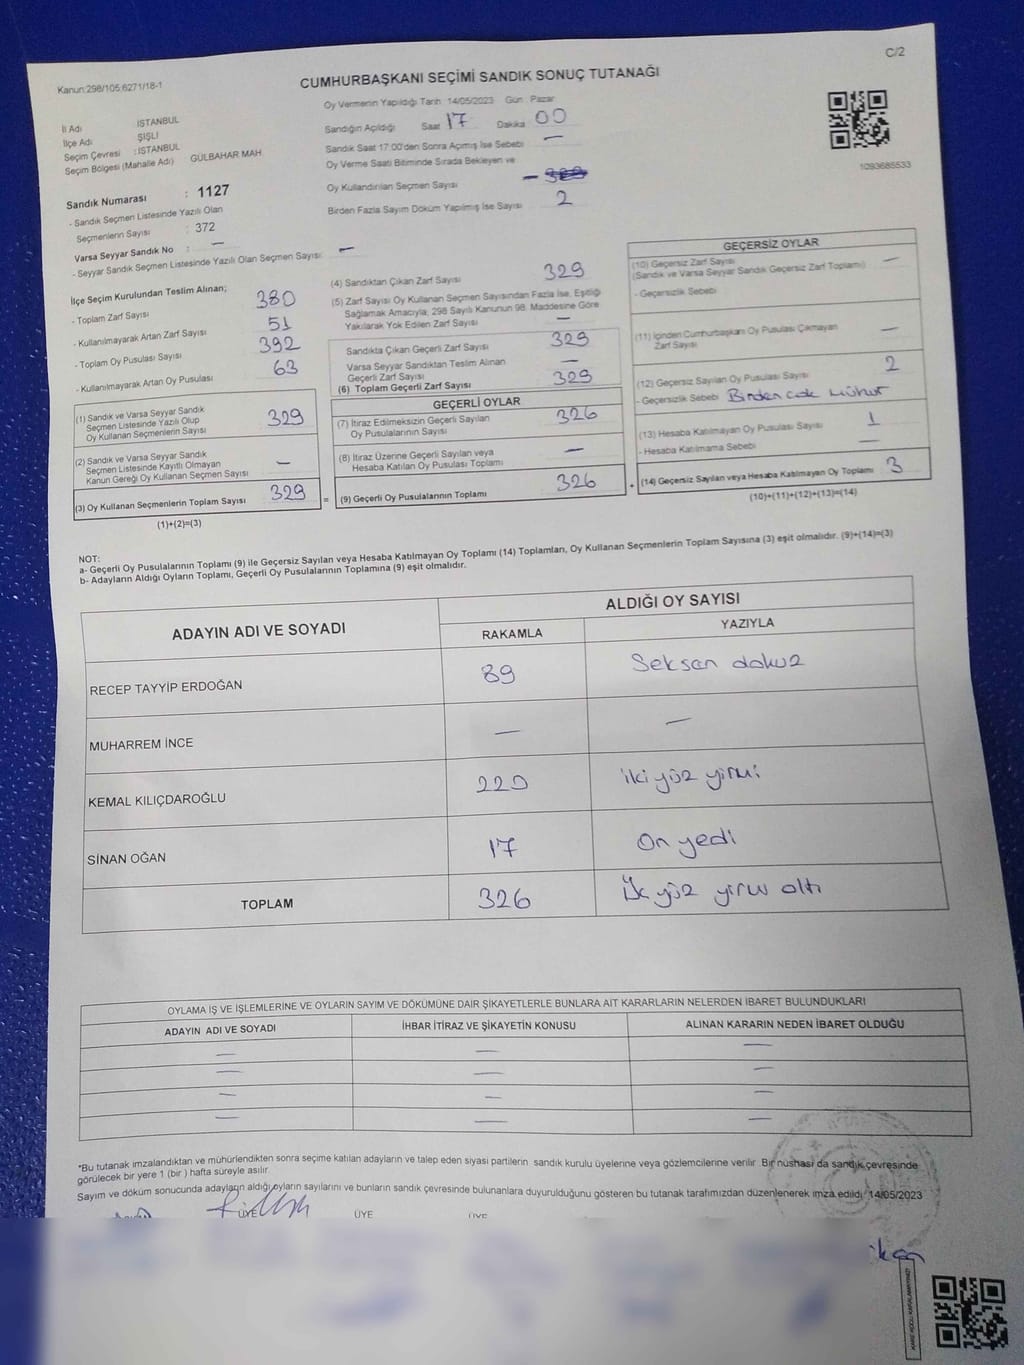 C/2
Kanun:298/105;6271/18-1
CUMHURBAŞKANI SEÇİMİ SANDIK SONUÇ TUTANAĞI
İl Adı İSTANBUL
İlçe Adı ŞİŞLİ
Seçim Çevresi : İSTANBUL
Seçim Bölgesi (Mahalle Adı) GÜLBAHAR MAH.
Sandık Numarası : 1127
- Sandık Seçmen Listesinde Yazılı Olan
Seçmenlerin Sayısı : 372
Varsa Seyyar Sandık No : —
- Seyyar Sandık Seçmen Listesinde Yazılı Olan Seçmen Sayısı: —
Oy Vermenin Yapıldığı Tarih: 14/05/2023 Gün : Pazar
Sandığın Açıldığı Saat 17 Dakika 00
Sandık Saat 17:00'den Sonra Açımış İse Sebebi —
Oy Verme Saati Bitiminde Sırada Bekleyen ve
Oy Kullandırılan Seçmen Sayısı —
Birden Fazla Sayım Döküm Yapılmış İse Sayısı 2
1093685533
İlçe Seçim Kurulundan Teslim Alınan;
- Toplam Zarf Sayısı 380
- Kullanılmayarak Artan Zarf Sayısı 51
- Toplam Oy Pusulası Sayısı 392
- Kullanılmayarak Artan Oy Pusulası 63
(1) Sandık ve Varsa Seyyar Sandık
Seçmen Listesinde Yazılı Olup
Oy Kullanan Seçmenlerin Sayısı 329
(2) Sandık ve Varsa Seyyar Sandık
Seçmen Listesinde Kayıtlı Olmayan
Kanun Gereği Oy Kullanan Seçmen Sayısı —
(3) Oy Kullanan Seçmenlerin Toplam Sayısı 329 =
(1)+(2)=(3)
(4) Sandıktan Çıkan Zarf Sayısı 329
(5) Zarf Sayısı Oy Kullanan Seçmen Sayısından Fazla İse, Eşitliği
Sağlamak Amacıyla, 298 Sayılı Kanunun 98. Maddesine Göre
Yakılarak Yok Edilen Zarf Sayısı —
Sandıkta Çıkan Geçerli Zarf Sayısı 329
Varsa Seyyar Sandıktan Teslim Alınan
Geçerli Zarf Sayısı —
(6) Toplam Geçerli Zarf Sayısı 329
GEÇERLİ OYLAR
(7) İtiraz Edilmeksizin Geçerli Sayılan
Oy Pusulalarının Sayısı 326
(8) İtiraz Üzerine Geçerli Sayılan veya
Hesaba Katılan Oy Pusulası Toplamı —
(9) Geçerli Oy Pusulalarının Toplamı 326 +
GEÇERSİZ OYLAR
(10) Geçersiz Zarf Sayısı
(Sandık ve Varsa Seyyar Sandık Geçersiz Zarf Toplamı) —
- Geçersizlik Sebebi
(11) İçinden Cumhurbaşkanı Oy Pusulası Çıkmayan
Zarf Sayısı —
(12) Geçersiz Sayılan Oy Pusulası Sayısı 2
- Geçersizlik Sebebi Birden çok mühür
(13) Hesaba Katılmayan Oy Pusulası Sayısı 1
- Hesaba Katılmama Sebebi —
(14) Geçersiz Sayılan veya Hesaba Katılmayan Oy Toplamı 3
(10)+(11)+(12)+(13)=(14)
NOT:
a- Geçerli Oy Pusulalarının Toplamı (9) ile Geçersiz Sayılan veya Hesaba Katılmayan Oy Toplamı (14) Toplamları, Oy Kullanan Seçmenlerin Toplam Sayısına (3) eşit olmalıdır. (9)+(14)=(3)
b- Adayların Aldığı Oyların Toplamı, Geçerli Oy Pusulalarının Toplamına (9) eşit olmalıdır.
ADAYIN ADI VE SOYADI ALDIĞI OY SAYISI
RAKAMLA YAZIYLA
RECEP TAYYİP ERDOĞAN 89 Seksen dokuz
MUHARREM İNCE — —
KEMAL KILIÇDAROĞLU 220 iki yüz yirmi
SİNAN OĞAN 17 On yedi
TOPLAM 326 Üç yüz yirmi altı
OYLAMA İŞ VE İŞLEMLERİNE VE OYLARIN SAYIM VE DÖKÜMÜNE DAİR ŞİKAYETLERLE BUNLARA AİT KARARLARIN NELERDEN İBARET BULUNDUKLARI
ADAYIN ADI VE SOYADI İHBAR İTİRAZ VE ŞİKAYETİN KONUSU ALINAN KARARIN NEDEN İBARET OLDUĞU
— — —
— — —
— — —
— — —
*Bu tutanak imzalandıktan ve mühürlendikten sonra seçime katılan adayların ve talep eden siyasi partilerin sandık kurulu üyelerine veya gözlemcilerine verilir. Bir nüshası da sandık çevresinde
görülecek bir yere 1 (bir ) hafta süreyle asılır.
Sayım ve döküm sonucunda adayların aldığı oyların sayılarını ve bunların sandık çevresinde bulunanlara duyurulduğunu gösteren bu tutanak tarafımızdan düzenlenerek imza edildi. 14/05/2023
ÜYE ÜYE ÜYE